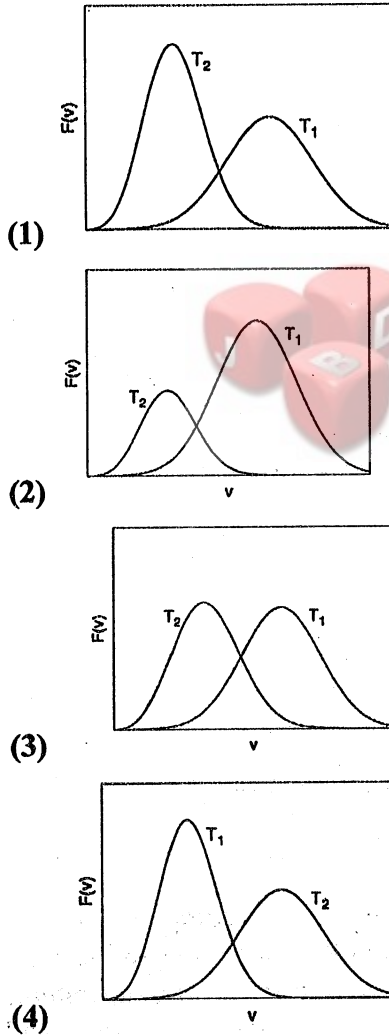 F(v)
T₂
T₁
(1)
F(v)
T₂
T₁
J
B
(2)
v
F(v)
T₂
T₁
(3)
v
F(v)
T₁
T₂
(4)
v